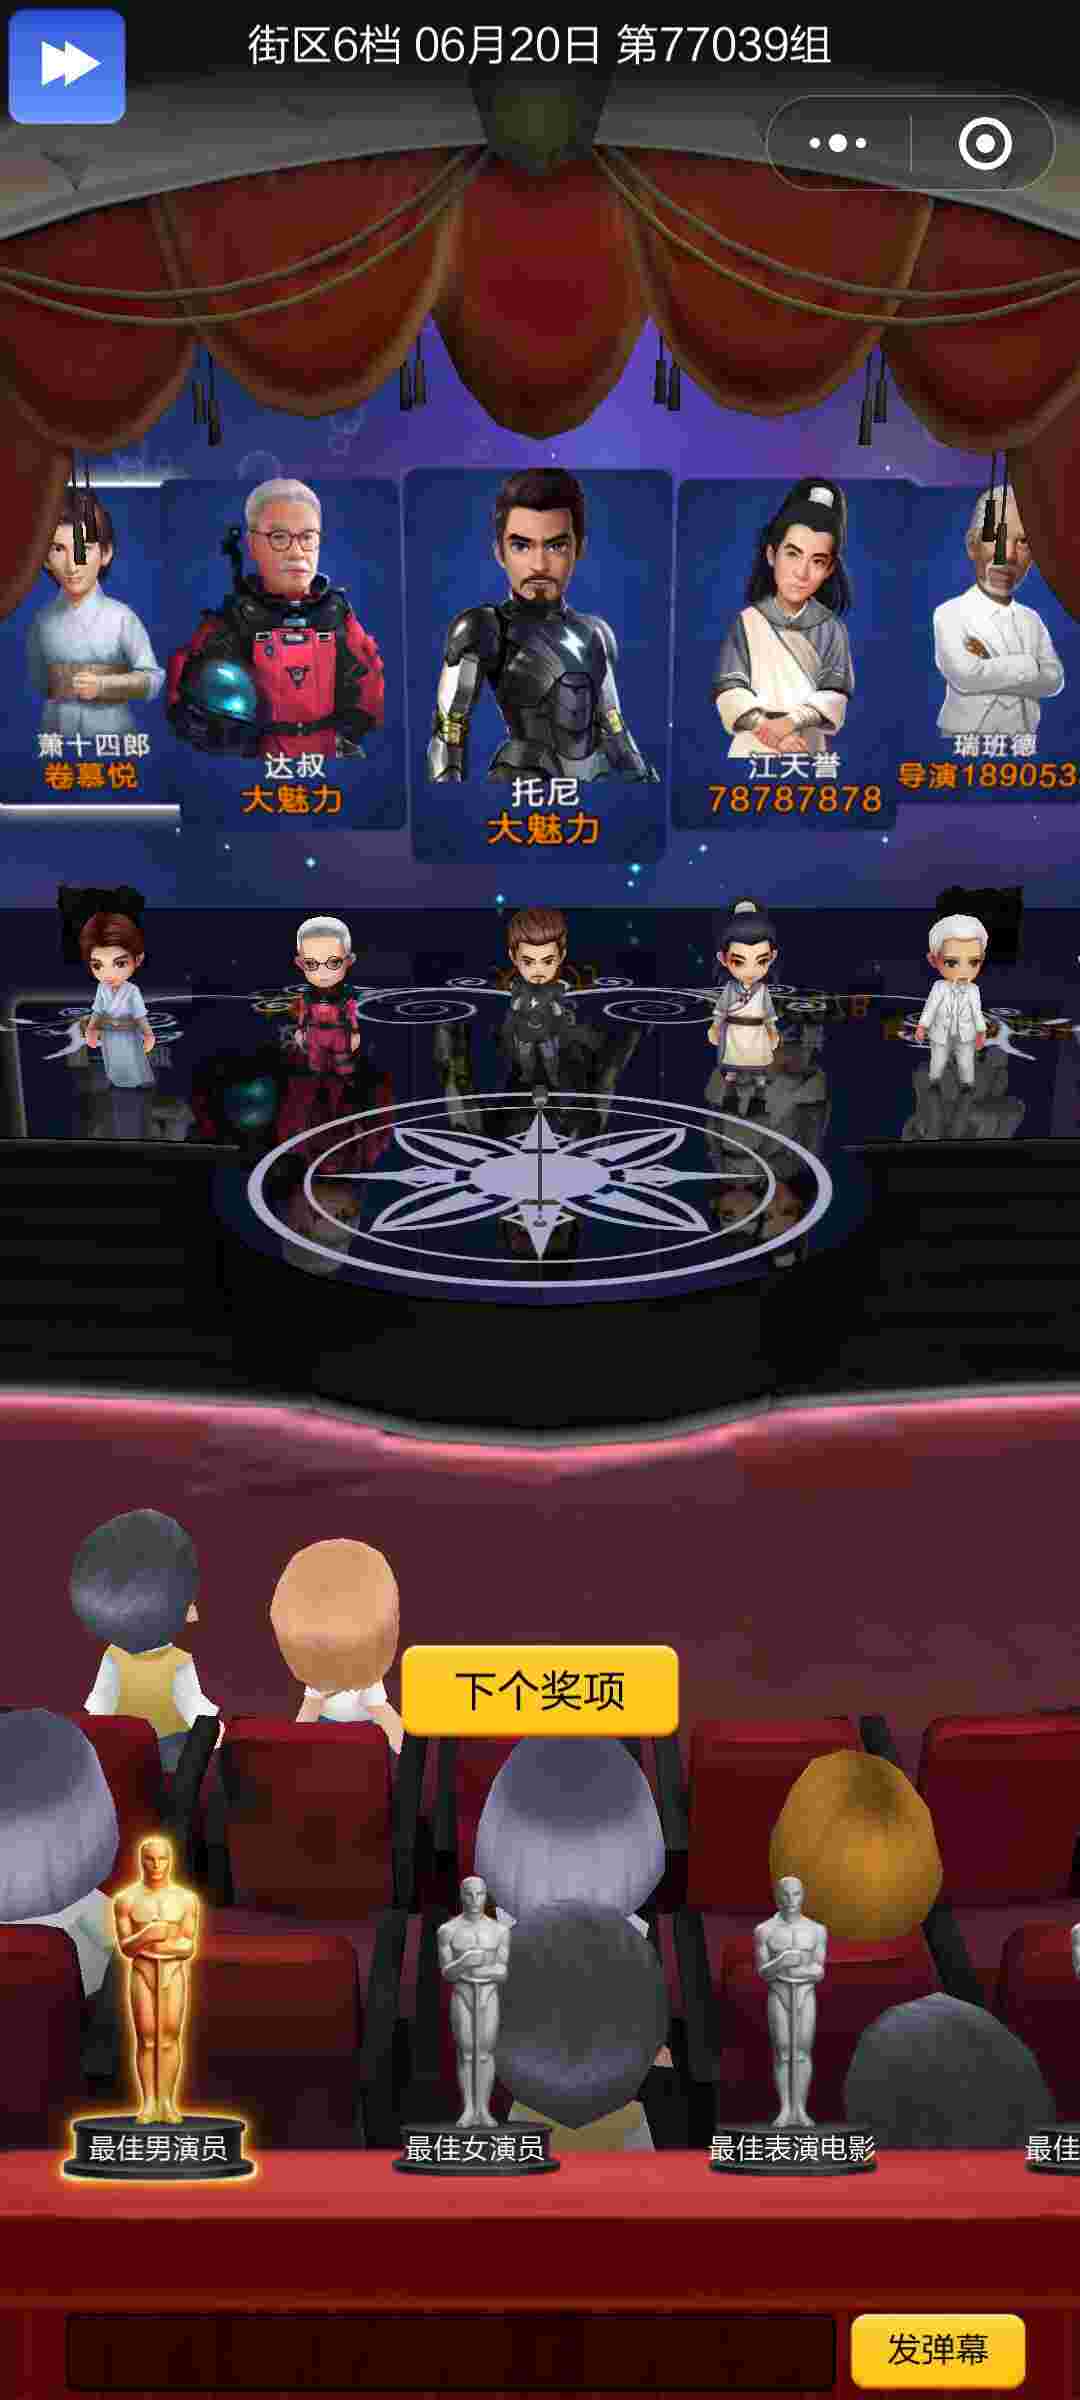 街区6档 06月20日 第77039组
萧十四郎
卷慕悦
达叔
大魅力
托尼
大魅力
江天誉
78787878
瑞班德
导演189053
下个奖项
最佳男演员
最佳女演员
最佳表演电影
最佳
发弹幕